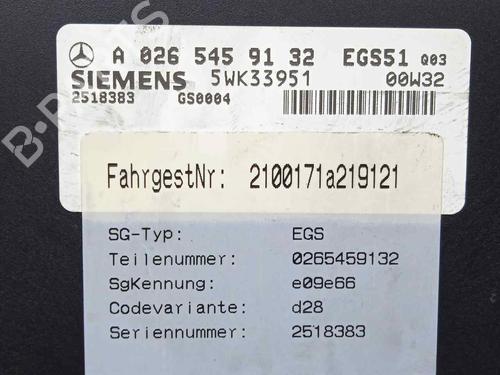 A 026 545 91 32 EGS51 Q03
SIEMENS 5WK33951 00W32
2518383 GS0004
FahrgestNr: 2100171a219121
SG-Typ: EGS
Teilenummer: 0265459132
SgKennung: e09e66
Codevariante: d28
Seriennummer: 2518383